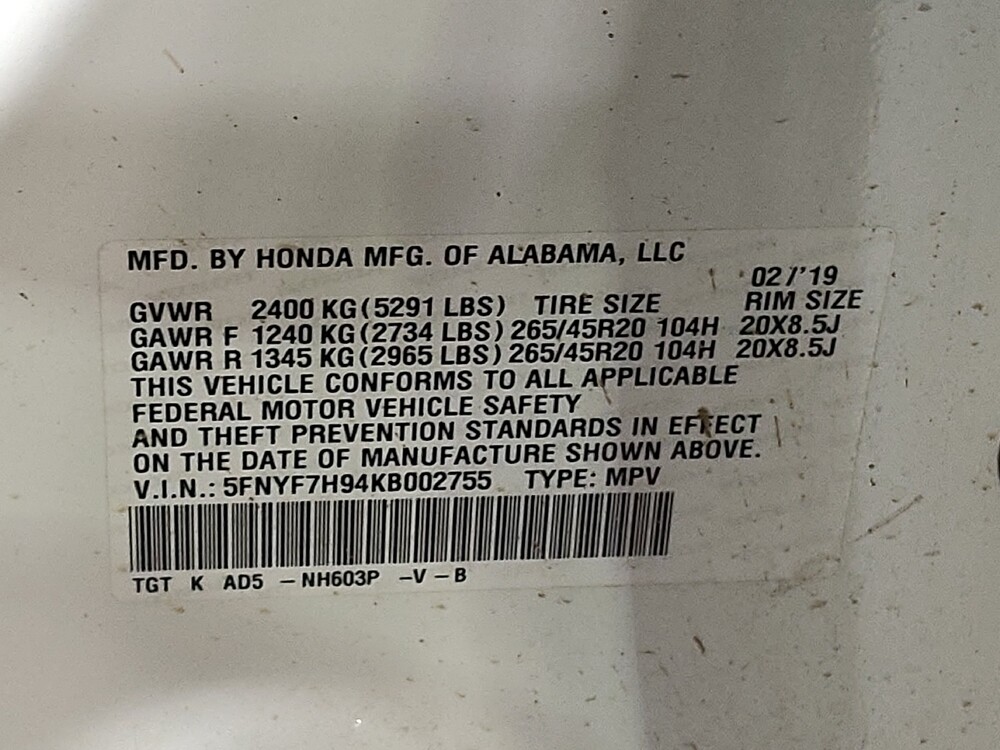 MFD. BY HONDA MFG. OF ALABAMA, LLC
02/'19
GVWR 2400 KG(5291 LBS) TIRE SIZE RIM SIZE
GAWR F 1240 KG(2734 LBS) 265/45R20 104H 20X8.5J
GAWR R 1345 KG(2965 LBS) 265/45R20 104H 20X8.5J
THIS VEHICLE CONFORMS TO ALL APPLICABLE
FEDERAL MOTOR VEHICLE SAFETY
AND THEFT PREVENTION STANDARDS IN EFFECT
ON THE DATE OF MANUFACTURE SHOWN ABOVE.
V.I.N.: 5FNYF7H94KB002755 TYPE: MPV
TGT K AD5 – NH603P –V – B